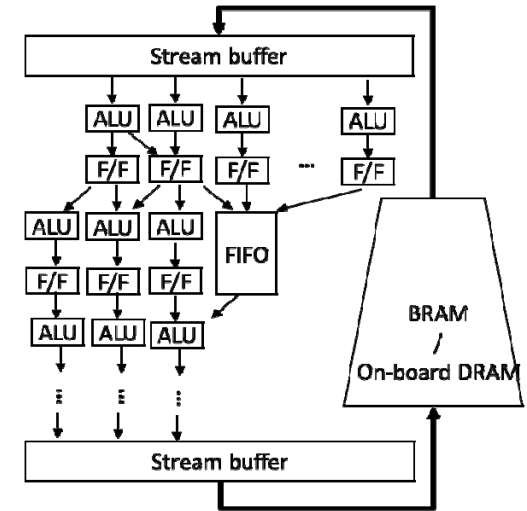 Stream buffer
ALU ALU ALU ALU
F/F F/F F/F ... F/F
ALU ALU ALU FIFO
F/F F/F F/F
ALU ALU ALU
... ... ...
BRAM
/
On-board DRAM
Stream buffer